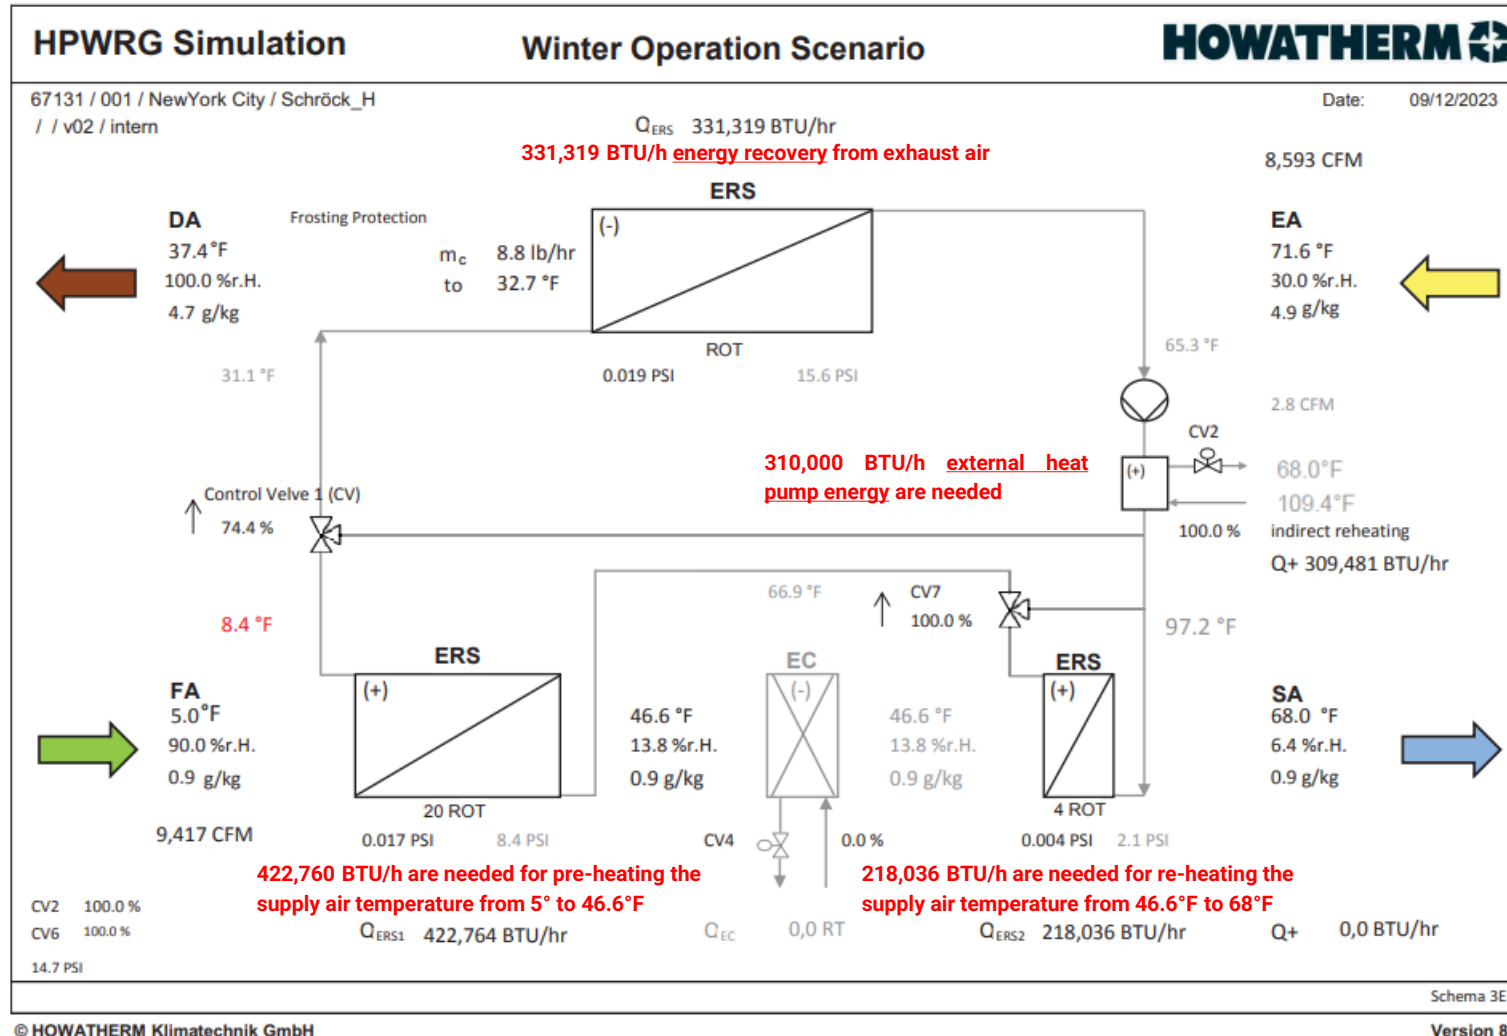 HPWRG Simulation
Winter Operation Scenario
HOWATHERM
67131 / 001 / NewYork City / Schröck_H
Date: 09/12/2023
/ / v02 / intern
QERS 331,319 BTU/hr
331,319 BTU/h energy recovery from exhaust air
8,593 CFM
ERS
DA
Frosting Protection
(-)
EA
37.4°F
mc 8.8 lb/hr
71.6 °F
100.0 %r.H.
to 32.7 °F
30.0 %r.H.
4.7 g/kg
4.9 g/kg
ROT
65.3 °F
31.1 °F
0.019 PSI
15.6 PSI
2.8 CFM
CV2
310,000 BTU/h external heat
pump energy are needed
(+)
68.0°F
109.4°F
Control Velve 1 (CV)
74.4 %
100.0 %
indirect reheating
Q+ 309,481 BTU/hr
66.9 °F
CV7
100.0 %
8.4 °F
97.2 °F
ERS
EC
ERS
FA
(+)
(-)
(+)
SA
5.0°F
46.6 °F
46.6 °F
68.0 °F
90.0 %r.H.
13.8 %r.H.
13.8 %r.H.
6.4 %r.H.
0.9 g/kg
0.9 g/kg
0.9 g/kg
0.9 g/kg
20 ROT
4 ROT
9,417 CFM
0.017 PSI
8.4 PSI
CV4
0.0 %
0.004 PSI
2.1 PSI
422,760 BTU/h are needed for pre-heating the
supply air temperature from 5° to 46.6°F
218,036 BTU/h are needed for re-heating the
supply air temperature from 46.6°F to 68°F
CV2 100.0 %
CV6 100.0 %
QERS1 422,764 BTU/hr
QEC 0,0 RT
QERS2 218,036 BTU/hr
Q+ 0,0 BTU/hr
14.7 PSI
Schema 3E
© HOWATHERM Klimatechnik GmbH
Version 8